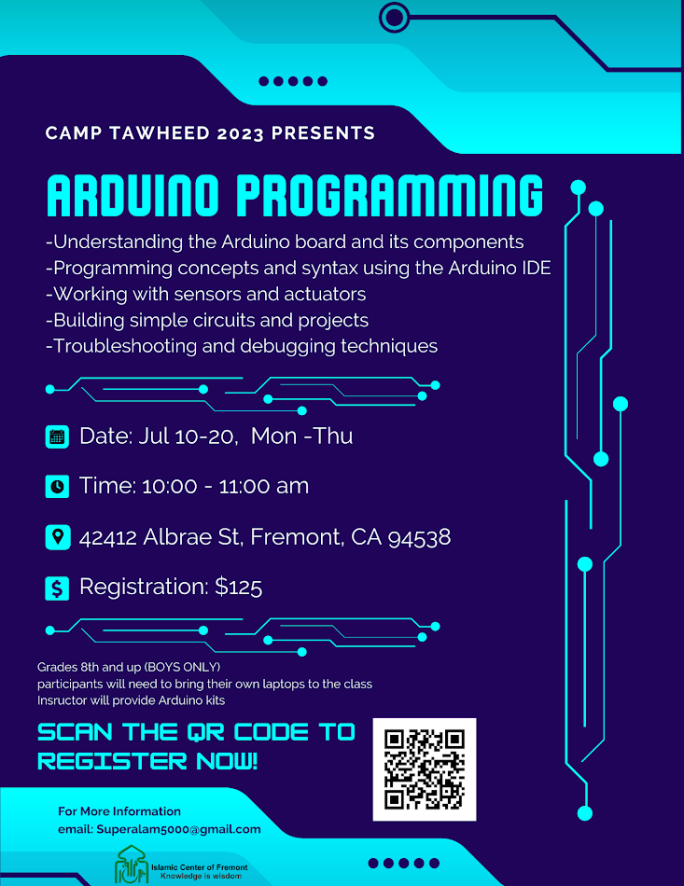 CAMP TAWHEED 2023 PRESENTS
ARDUINO PROGRAMMING
-Understanding the Arduino board and its components
-Programming concepts and syntax using the Arduino IDE
-Working with sensors and actuators
-Building simple circuits and projects
-Troubleshooting and debugging techniques
Date: Jul 10-20,  Mon -Thu
Time: 10:00 - 11:00 am
42412 Albrae St, Fremont, CA 94538
$ Registration: $125
Grades 8th and up (BOYS ONLY)
participants will need to bring their own laptops to the class
Insructor will provide Arduino kits
SCAN THE QR CODE TO
REGISTER NOW!
For More Information
email: Superalam5000@gmail.com
Islamic Center of Fremont
Knowledge is wisdom